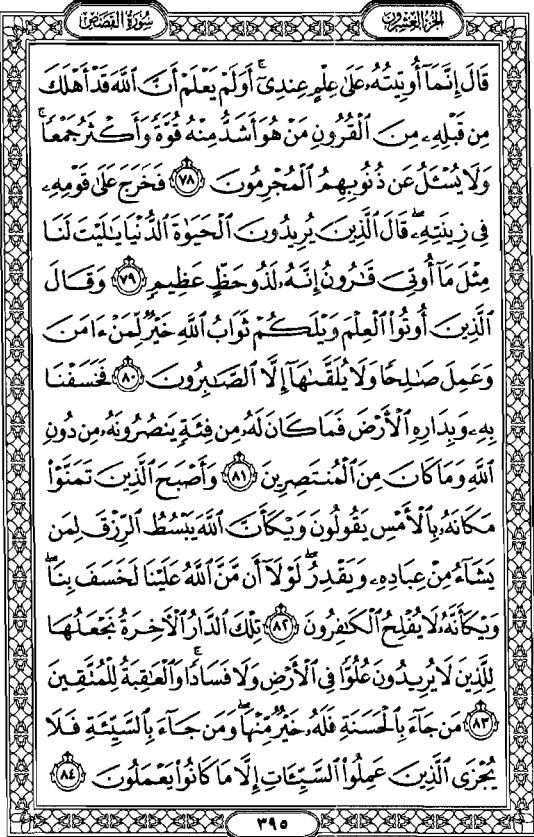 سُورَةُ القَصَصِ
الجُزْءُ العِشْرُونَ
قَالَ إِنَّمَآ أُوتِيتُهُۥ عَلَىٰ عِلْمٍ عِندِىٓ ۚ أَوَلَمْ يَعْلَمْ أَنَّ ٱللَّهَ قَدْ أَهْلَكَ
مِن قَبْلِهِۦ مِنَ ٱلْقُرُونِ مَنْ هُوَ أَشَدُّ مِنْهُ قُوَّةً وَأَكْثَرُ جَمْعًا ۚ
وَلَا يُسْـَٔلُ عَن ذُنُوبِهِمُ ٱلْمُجْرِمُونَ ٧٨ فَخَرَجَ عَلَىٰ قَوْمِهِۦ
فِى زِينَتِهِۦ ۖ قَالَ ٱلَّذِينَ يُرِيدُونَ ٱلْحَيَوٰةَ ٱلدُّنْيَا يَٰلَيْتَ لَنَا
مِثْلَ مَآ أُوتِىَ قَٰرُونُ إِنَّهُۥ لَذُو حَظٍّ عَظِيمٍ ٧٩ وَقَالَ
ٱلَّذِينَ أُوتُوا۟ ٱلْعِلْمَ وَيْلَكُمْ ثَوَابُ ٱللَّهِ خَيْرٌ لِّمَنْ ءَامَنَ
وَعَمِلَ صَٰلِحًا وَلَا يُلَقَّىٰهَآ إِلَّا ٱلصَّٰبِرُونَ ٨٠ فَخَسَفْنَا
بِهِۦ وَبِدَارِهِ ٱلْأَرْضَ فَمَا كَانَ لَهُۥ مِن فِئَةٍ يَنصُرُونَهُۥ مِن دُونِ
ٱللَّهِ وَمَا كَانَ مِنَ ٱلْمُنتَصِرِينَ ٨١ وَأَصْبَحَ ٱلَّذِينَ تَمَنَّوْا۟
مَكَانَهُۥ بِٱلْأَمْسِ يَقُولُونَ وَيْكَأَنَّ ٱللَّهَ يَبْسُطُ ٱلرِّزْقَ لِمَن
يَشَآءُ مِنْ عِبَادِهِۦ وَيَقْدِرُ ۖ لَوْلَآ أَن مَّنَّ ٱللَّهُ عَلَيْنَا لَخَسَفَ بِنَا ۖ
وَيْكَأَنَّهُۥ لَا يُفْلِحُ ٱلْكَٰفِرُونَ ٨٢ تِلْكَ ٱلدَّارُ ٱلْءَاخِرَةُ نَجْعَلُهَا
لِلَّذِينَ لَا يُرِيدُونَ عُلُوًّا فِى ٱلْأَرْضِ وَلَا فَسَادًا ۚ وَٱلْعَٰقِبَةُ لِلْمُتَّقِينَ
٨٣ مَن جَآءَ بِٱلْحَسَنَةِ فَلَهُۥ خَيْرٌ مِّنْهَا ۖ وَمَن جَآءَ بِٱلسَّيِّئَةِ فَلَا
يُجْزَى ٱلَّذِينَ عَمِلُوا۟ ٱلسَّيِّـَٔاتِ إِلَّا مَا كَانُوا۟ يَعْمَلُونَ ٨٤
٣٩٥